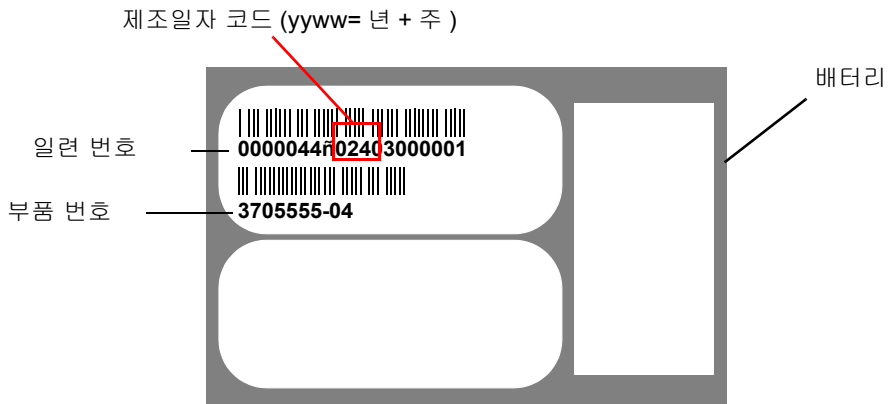 제조일자 코드 (yyww= 년 + 주 )
배터리
일련 번호
0000044ñ02403000001
부품 번호
3705555-04